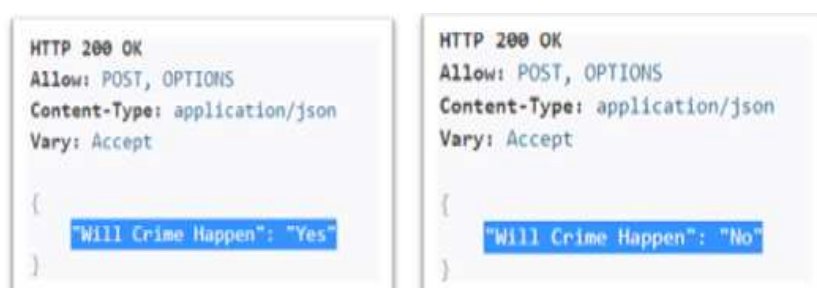 HTTP 200 OK
Allow: POST, OPTIONS
Content-Type: application/json
Vary: Accept
{
"Will Crime Happen": "Yes"
}
HTTP 200 OK
Allow: POST, OPTIONS
Content-Type: application/json
Vary: Accept
{
"Will Crime Happen": "No"
}